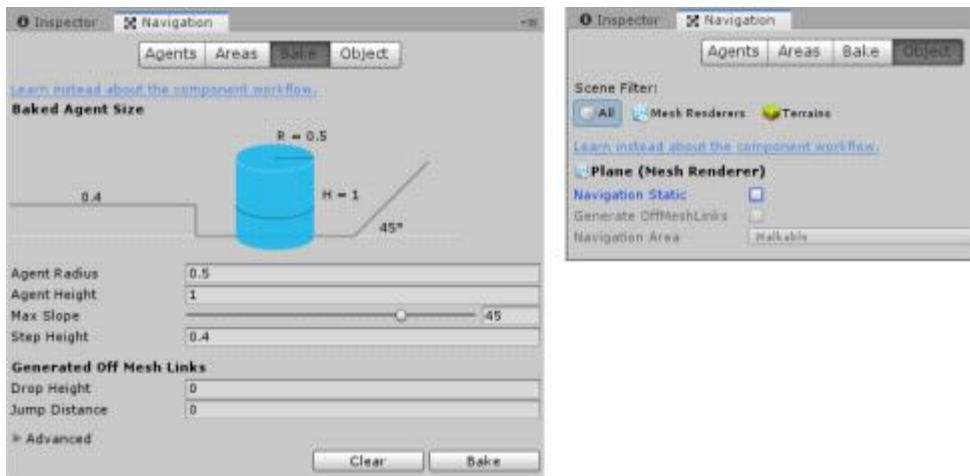 Inspector Navigation
Agents Areas Bake Object
Learn instead about the component workflow.
Baked Agent Size
R = 0.5
0.4
H = 1
45°
Agent Radius 0.5
Agent Height 1
Max Slope 45
Step Height 0.4
Generated Off Mesh Links
Drop Height 0
Jump Distance 0
Advanced
Clear Bake
Inspector Navigation
Agents Areas Bake Object
Scene Filter:
All Mesh Renderers Terrains
Learn instead about the component workflow.
Plane (Mesh Renderer)
Navigation Static
Generate OffMeshLinks
Navigation Area Walkable